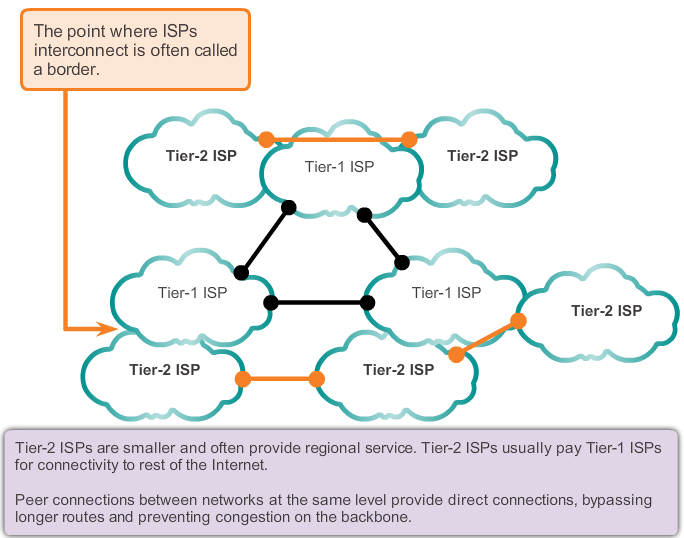 The point where ISPs
interconnect is often called
a border.
Tier-2 ISP
Tier-1 ISP
Tier-2 ISP
Tier-1 ISP
Tier-1 ISP
Tier-2 ISP
Tier-2 ISP
Tier-2 ISP
Tier-2 ISPs are smaller and often provide regional service. Tier-2 ISPs usually pay Tier-1 ISPs
for connectivity to rest of the Internet.
Peer connections between networks at the same level provide direct connections, bypassing
longer routes and preventing congestion on the backbone.